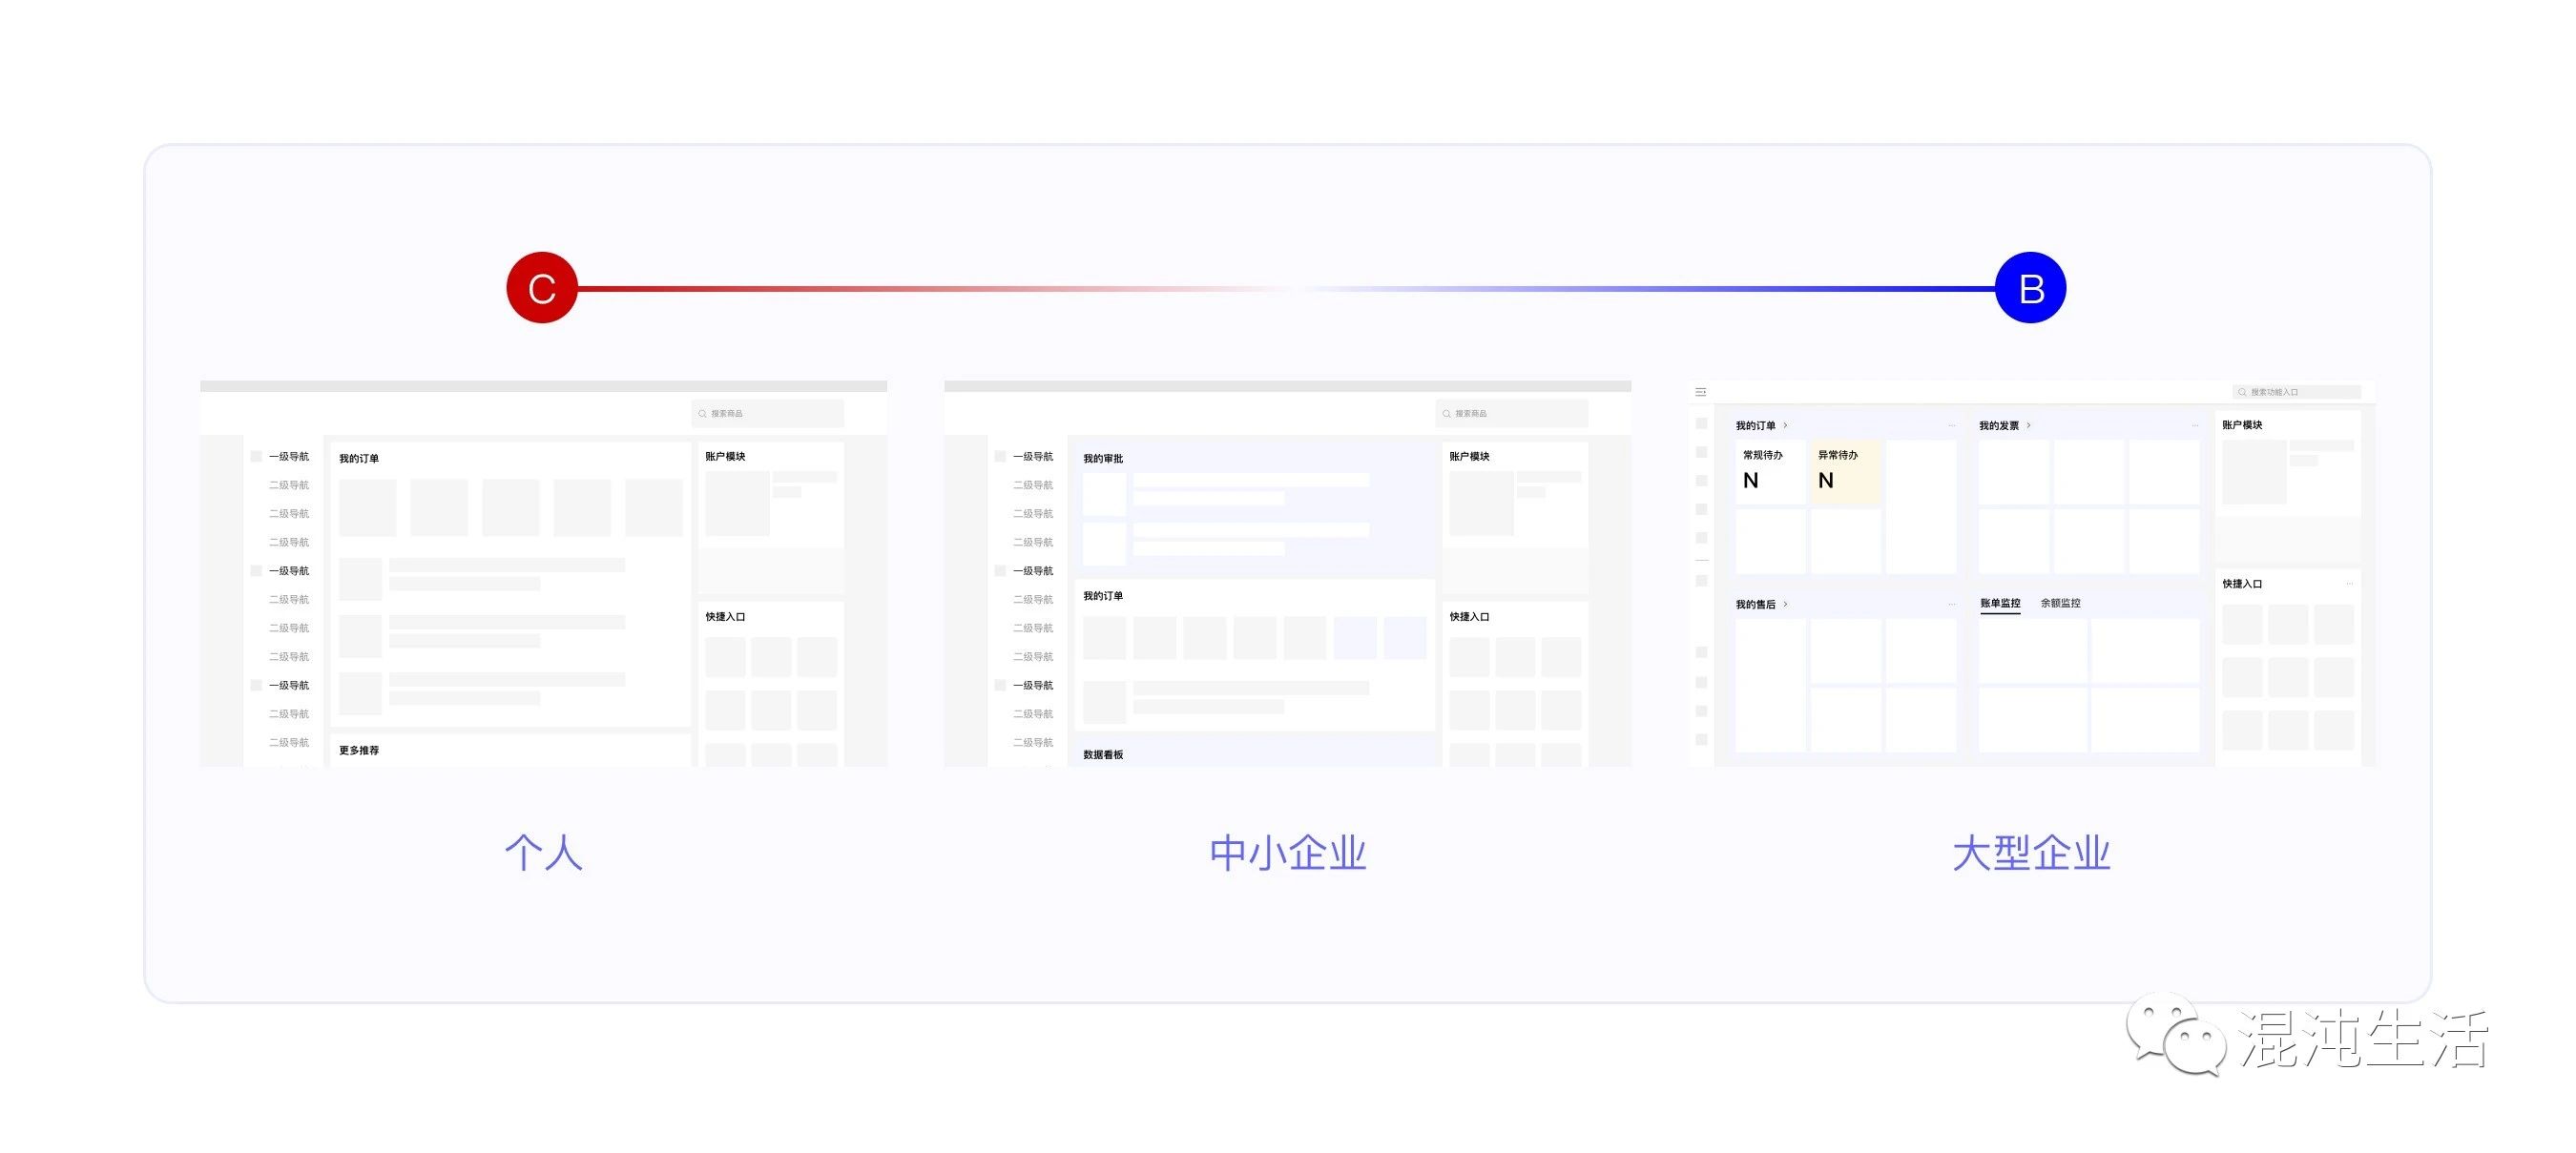 C
B
搜索商品
一级导航
二级导航
二级导航
二级导航
一级导航
二级导航
二级导航
二级导航
一级导航
二级导航
二级导航
我的订单
更多推荐
账户模块
快捷入口
搜索商品
一级导航
二级导航
二级导航
二级导航
一级导航
二级导航
二级导航
二级导航
一级导航
二级导航
二级导航
我的审批
我的订单
数据看板
账户模块
快捷入口
搜索功能入口
我的订单 >
常规待办 异常待办
N N
我的发票 >
我的售后 >
账单监控 余额监控
账户模块
快捷入口
个人
中小企业
大型企业
混沌生活